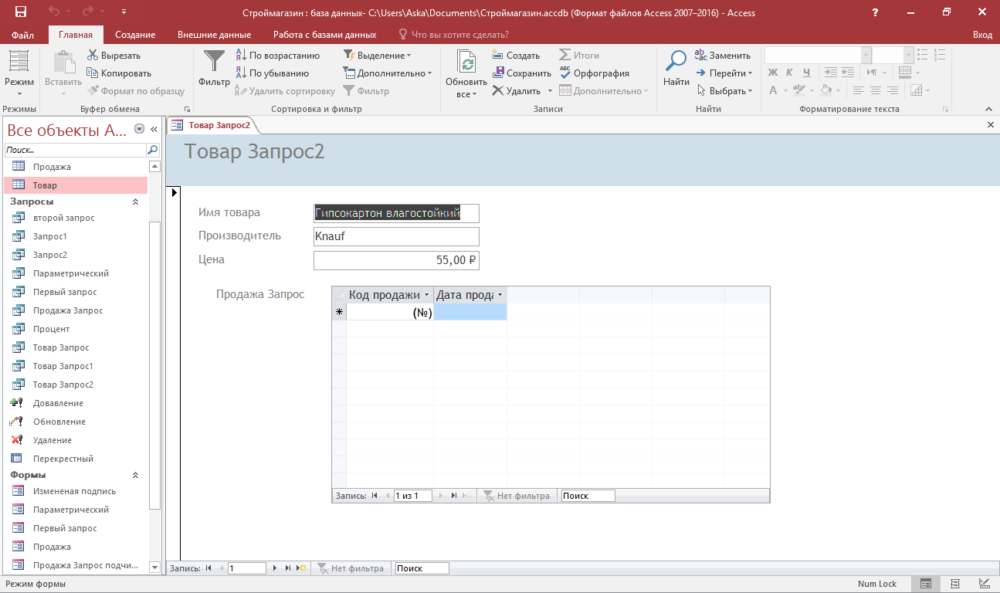 Строймагазин : база данных- C:\Users\Aska\Documents\Строймагазин.accdb (Формат файлов Access 2007–2016) - Access
?
Файл Главная Создание Внешние данные Работа с базами данных Что вы хотите сделать? Вход
Режим
Режимы
Вставить
Вырезать
Копировать
Формат по образцу
Буфер обмена
Фильтр
По возрастанию
По убыванию
Удалить сортировку
Выделение
Дополнительно
Фильтр
Сортировка и фильтр
Обновить
все
Создать
Сохранить
Удалить
Итоги
Орфография
Дополнительно
Записи
Найти
Заменить
Перейти
Выбрать
Найти
Ж К Ч
А
Форматирование текста
Все объекты A...
Поиск...
Продажа
Товар
Запросы
второй запрос
Запрос1
Запрос2
Параметрический
Первый запрос
Продажа Запрос
Процент
Товар Запрос
Товар Запрос1
Товар Запрос2
Довавление
Обновление
Удаление
Перекрестный
Формы
Измененая подпись
Параметрический
Первый запрос
Продажа
Продажа Запрос подчи...
Товар Запрос2
Товар Запрос2
Имя товара Гипсокартон влагостойкий
Производитель Knauf
Цена 55,00 ₽
Продажа Запрос
Код продажи Дата прода
(№)
Запись: 1 из 1 Нет фильтра Поиск
Запись: 1 Нет фильтра Поиск
Режим формы Num Lock